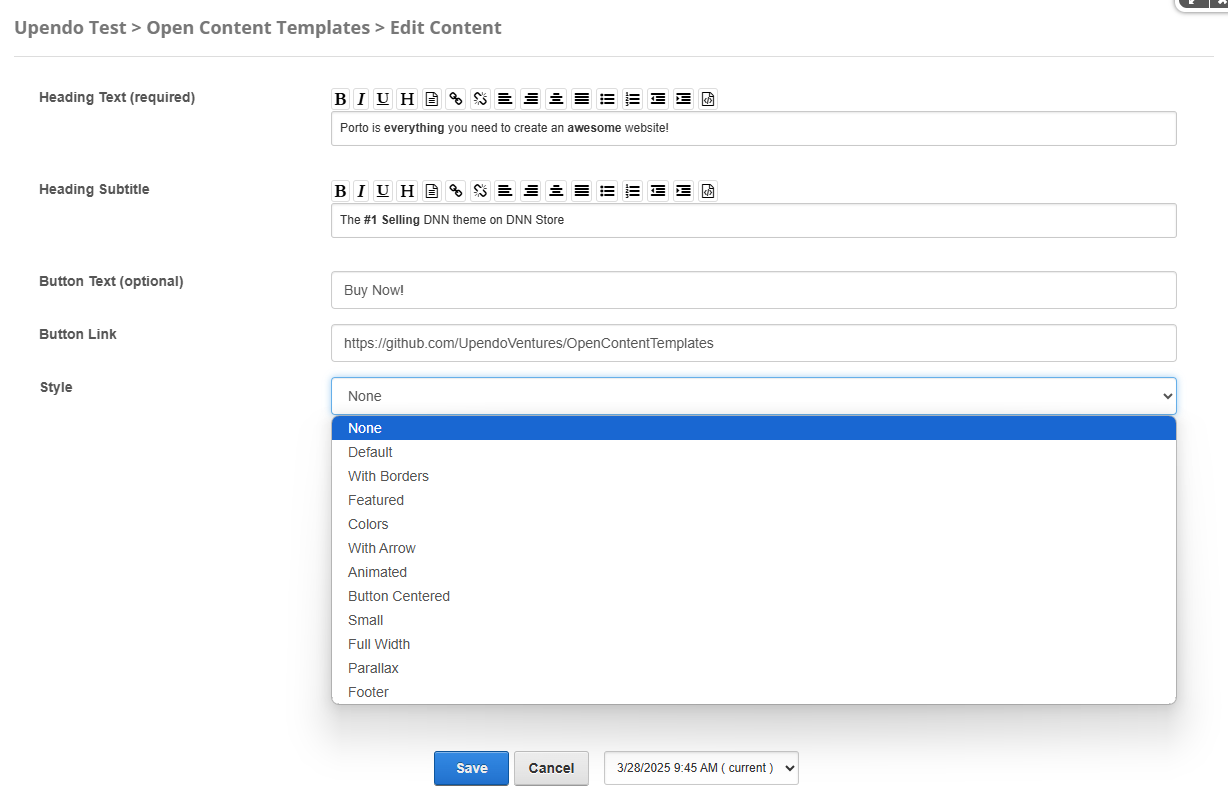 Upendo Test > Open Content Templates > Edit Content
Heading Text (required)
B I U H
Porto is everything you need to create an awesome website!
Heading Subtitle
B I U H
The #1 Selling DNN theme on DNN Store
Button Text (optional)
Buy Now!
Button Link
https://github.com/UpendoVentures/OpenContentTemplates
Style
None
None
Default
With Borders
Featured
Colors
With Arrow
Animated
Button Centered
Small
Full Width
Parallax
Footer
Save Cancel 3/28/2025 9:45 AM ( current )